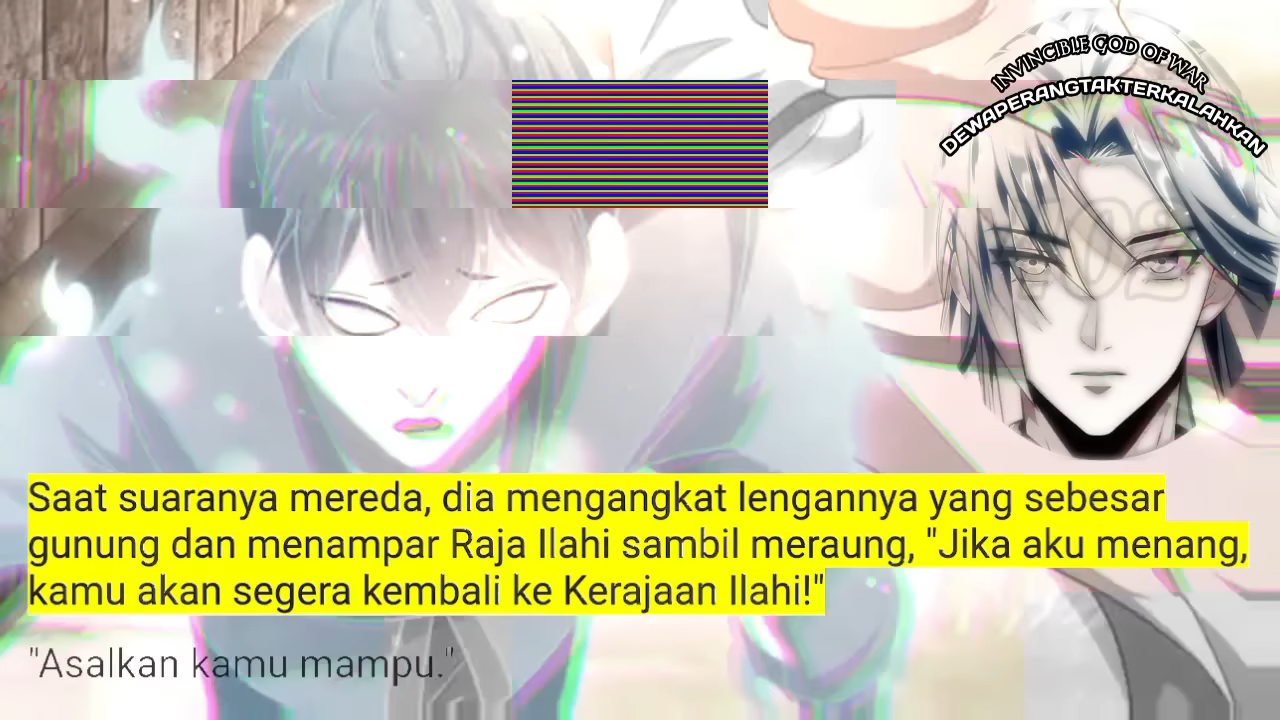 INVINCIBLE GOD OF WAR
DEWAPERANGTAKTERKALAHKAN
Saat suaranya mereda, dia mengangkat lengannya yang sebesar
gunung dan menampar Raja Ilahi sambil meraung, "Jika aku menang,
kamu akan segera kembali ke Kerajaan Ilahi!"
"Asalkan kamu mampu."